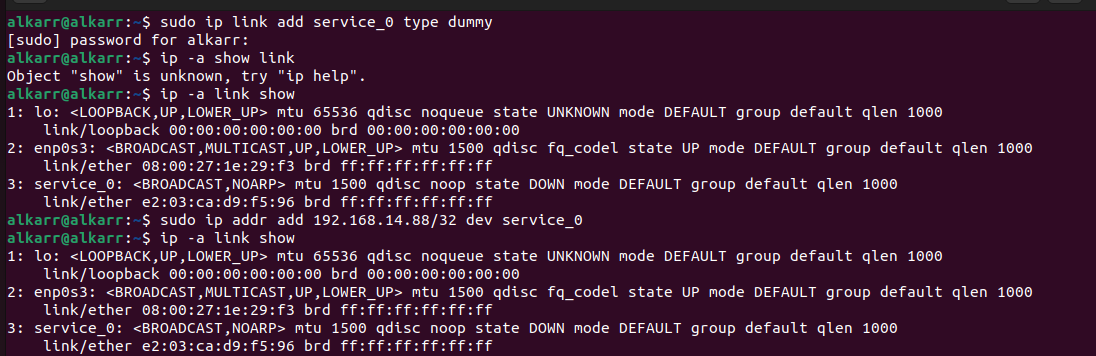 alkarr@alkarr:~$ sudo ip link add service_0 type dummy
[sudo] password for alkarr:
alkarr@alkarr:~$ ip -a show link
Object "show" is unknown, try "ip help".
alkarr@alkarr:~$ ip -a link show
1: lo: <LOOPBACK,UP,LOWER_UP> mtu 65536 qdisc noqueue state UNKNOWN mode DEFAULT group default qlen 1000
    link/loopback 00:00:00:00:00:00 brd 00:00:00:00:00:00
2: enp0s3: <BROADCAST,MULTICAST,UP,LOWER_UP> mtu 1500 qdisc fq_codel state UP mode DEFAULT group default qlen 1000
    link/ether 08:00:27:1e:29:f3 brd ff:ff:ff:ff:ff:ff
3: service_0: <BROADCAST,NOARP> mtu 1500 qdisc noop state DOWN mode DEFAULT group default qlen 1000
    link/ether e2:03:ca:d9:f5:96 brd ff:ff:ff:ff:ff:ff
alkarr@alkarr:~$ sudo ip addr add 192.168.14.88/32 dev service_0
alkarr@alkarr:~$ ip -a link show
1: lo: <LOOPBACK,UP,LOWER_UP> mtu 65536 qdisc noqueue state UNKNOWN mode DEFAULT group default qlen 1000
    link/loopback 00:00:00:00:00:00 brd 00:00:00:00:00:00
2: enp0s3: <BROADCAST,MULTICAST,UP,LOWER_UP> mtu 1500 qdisc fq_codel state UP mode DEFAULT group default qlen 1000
    link/ether 08:00:27:1e:29:f3 brd ff:ff:ff:ff:ff:ff
3: service_0: <BROADCAST,NOARP> mtu 1500 qdisc noop state DOWN mode DEFAULT group default qlen 1000
    link/ether e2:03:ca:d9:f5:96 brd ff:ff:ff:ff:ff:ff